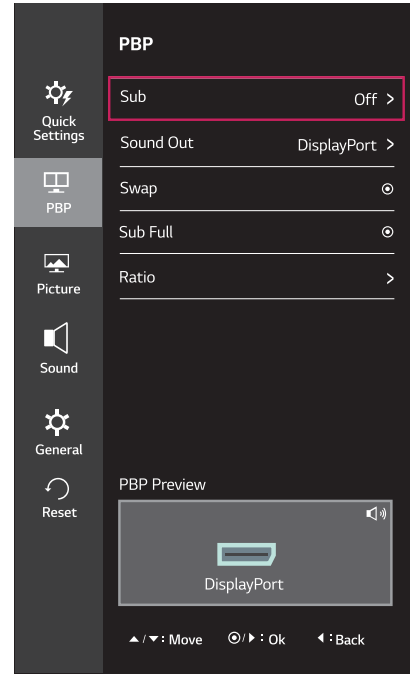 PBP
Sub Off >
Sound Out DisplayPort >
Swap
Sub Full
Ratio >
Quick
Settings
PBP
Picture
Sound
General
Reset
PBP Preview
DisplayPort
▲/▼: Move ◉/▶: Ok ◀: Back